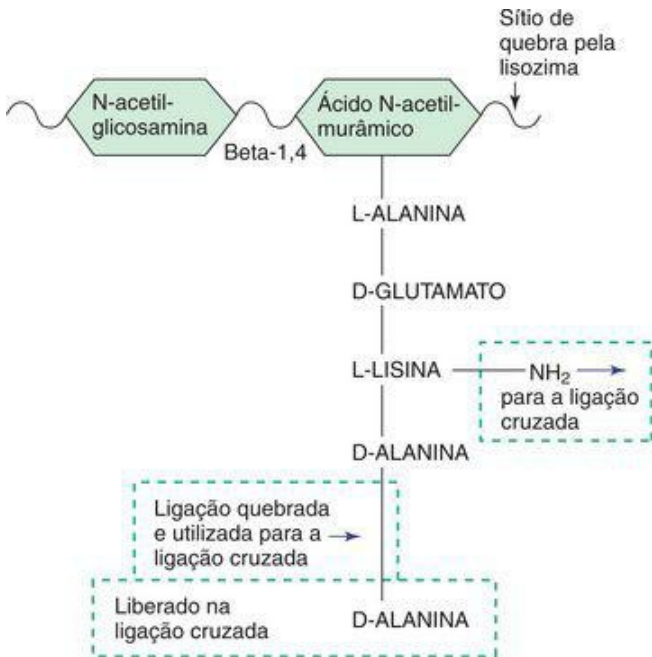 Sítio de
quebra pela
lisozima
N-acetil-
glicosamina
Ácido N-acetil-
murâmico
Beta-1,4
L-ALANINA
D-GLUTAMATO
L-LISINA
NH₂
para a ligação
cruzada
D-ALANINA
Ligação quebrada
e utilizada para a
ligação cruzada
Liberado na
ligação cruzada
D-ALANINA